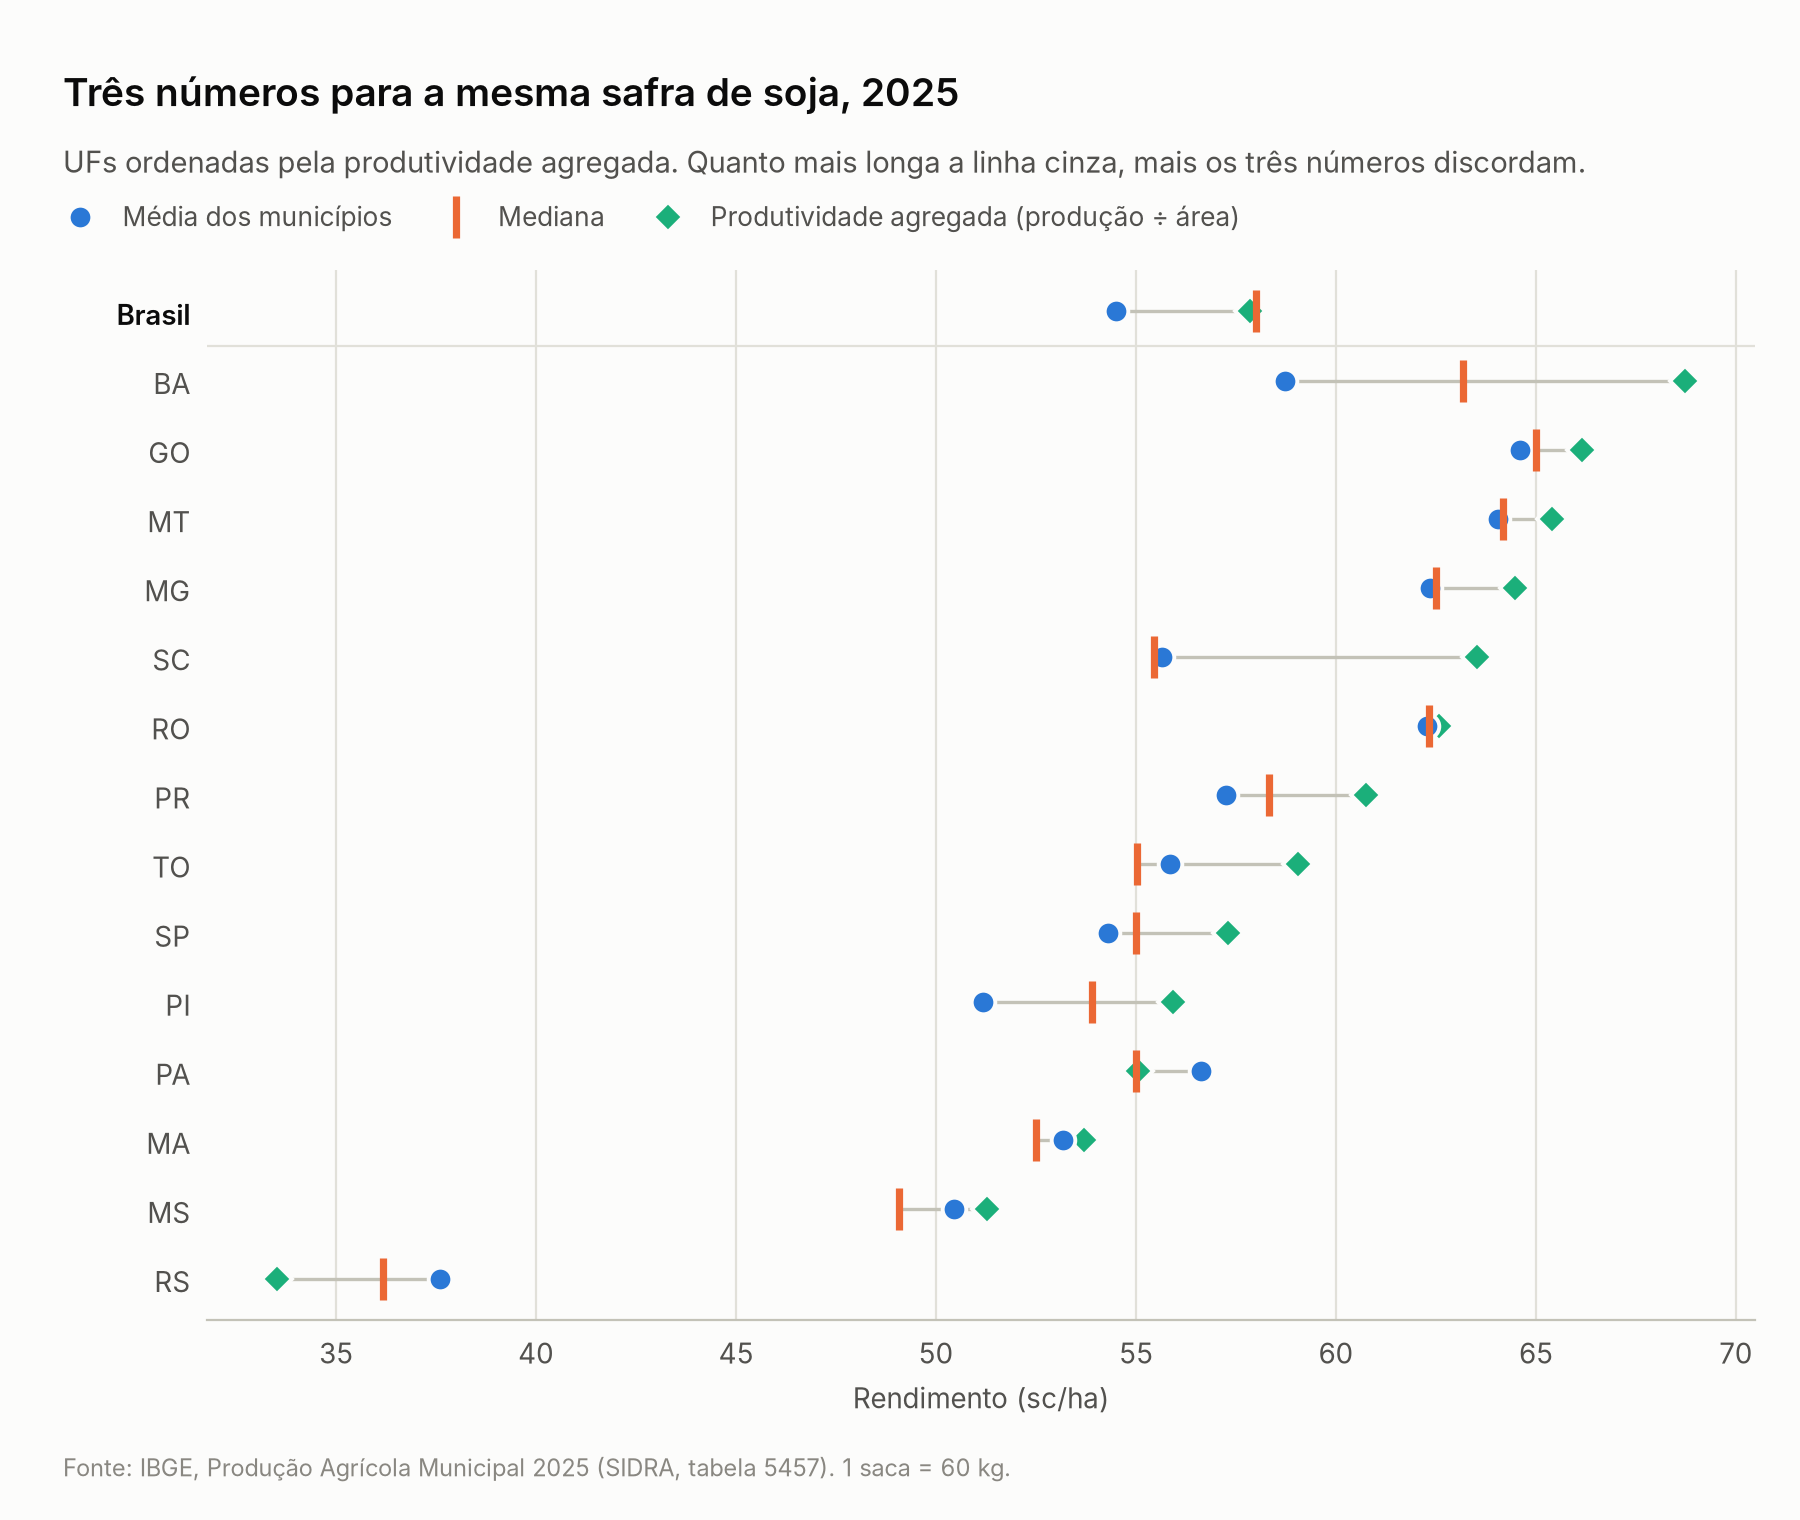 Três números para a mesma safra de soja, 2025
UFs ordenadas pela produtividade agregada. Quanto mais longa a linha cinza, mais os três números discordam.
Média dos municípios Mediana Produtividade agregada (produção ÷ área)
Brasil
BA
GO
MT
MG
SC
RO
PR
TO
SP
PI
PA
MA
MS
RS
35 40 45 50 55 60 65 70
Rendimento (sc/ha)
Fonte: IBGE, Produção Agrícola Municipal 2025 (SIDRA, tabela 5457). 1 saca = 60 kg.